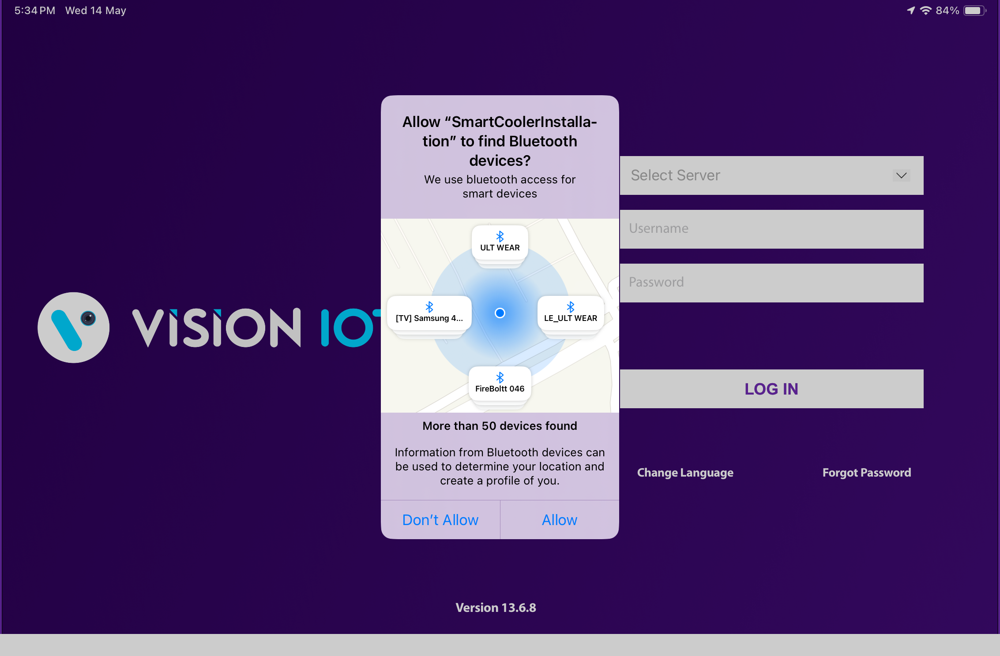 5:34 PM Wed 14 May
84%
Allow “SmartCoolerInstalla-
tion” to find Bluetooth
devices?
We use bluetooth access for
smart devices
ULT WEAR
[TV] Samsung 4...
LE_ULT WEAR
FireBoltt 046
More than 50 devices found
Information from Bluetooth devices can
be used to determine your location and
create a profile of you.
Don’t Allow
Allow
VISION IOT
Select Server
Username
Password
LOG IN
Change Language
Forgot Password
Version 13.6.8